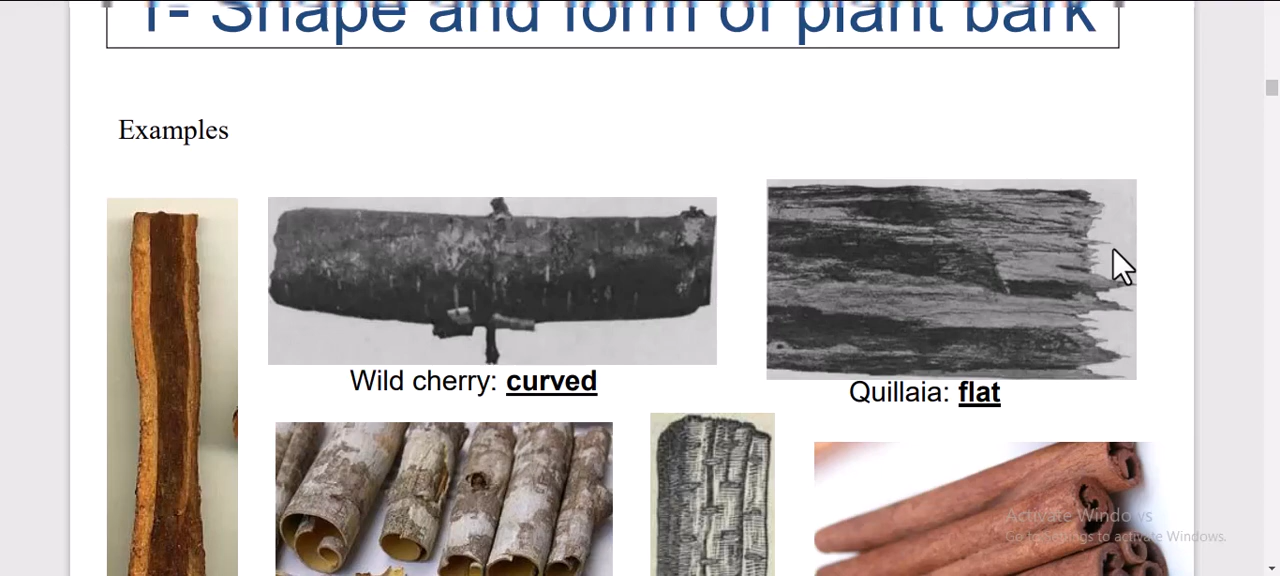 1- Shape and form of plant bark
Examples
Wild cherry: curved
Quillaia: flat
Activate Windows
Go to Settings to activate Windows.